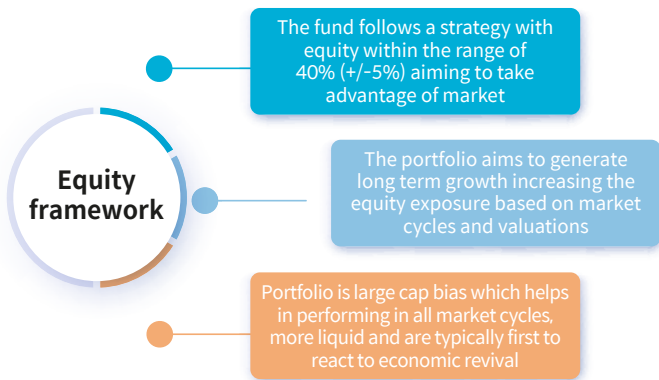 The fund follows a strategy with
equity within the range of
40% (+/-5%) aiming to take
advantage of market
Equity
framework
The portfolio aims to generate
long term growth increasing the
equity exposure based on market
cycles and valuations
Portfolio is large cap bias which helps
in performing in all market cycles,
more liquid and are typically first to
react to economic revival